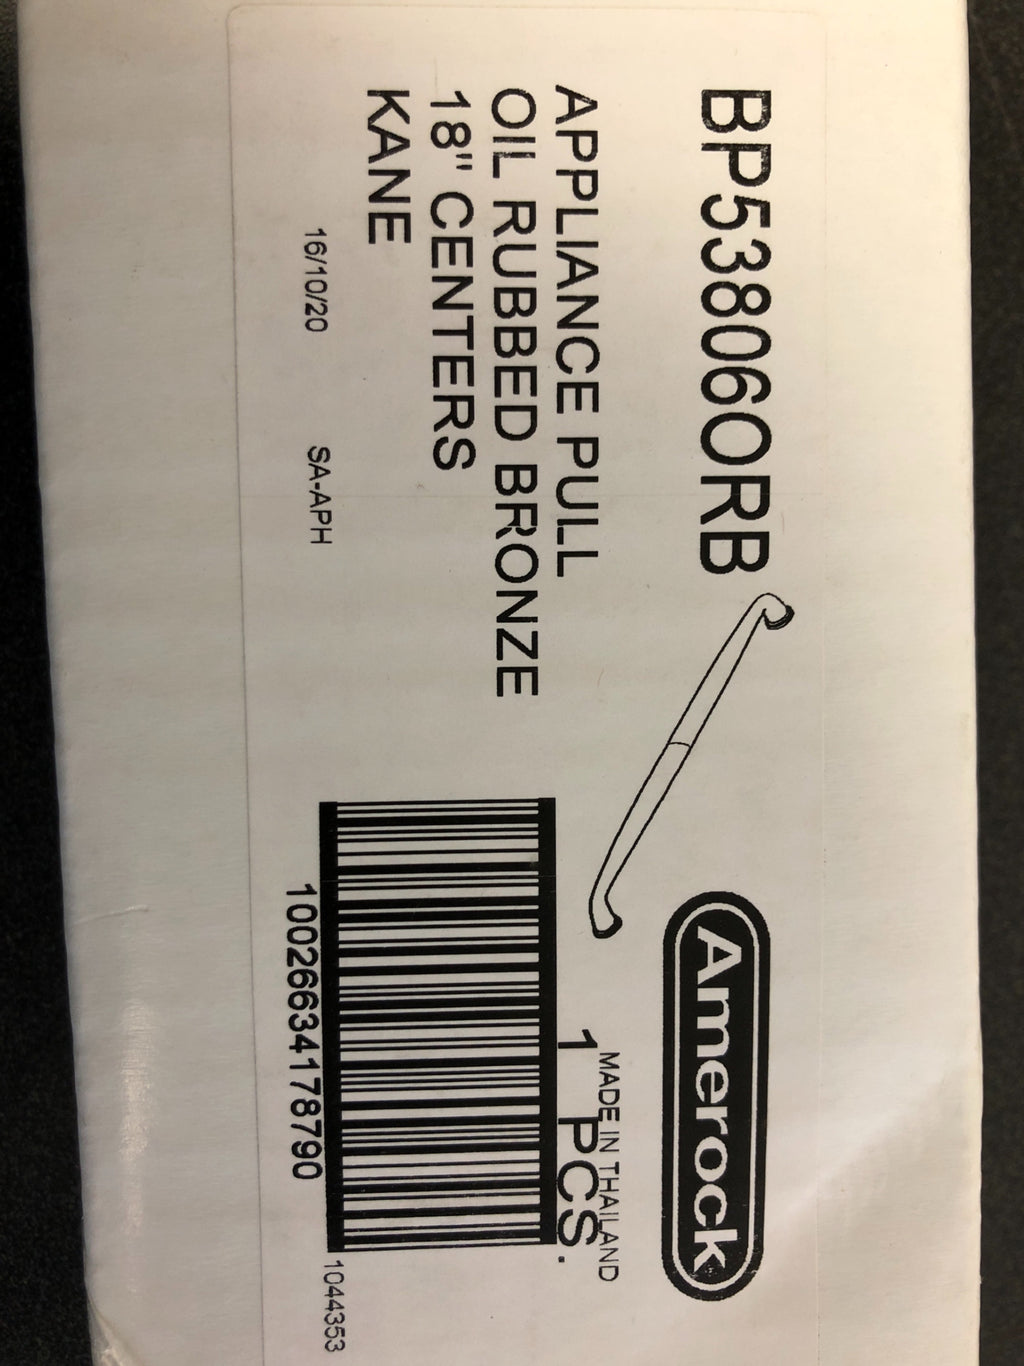 BP53806ORB
Amerock
APPLIANCE PULL
OIL RUBBED BRONZE
18" CENTERS
KANE
MADE IN THAILAND
1 PCS.
16/10/20 SA-APH
10026634178790
1044353